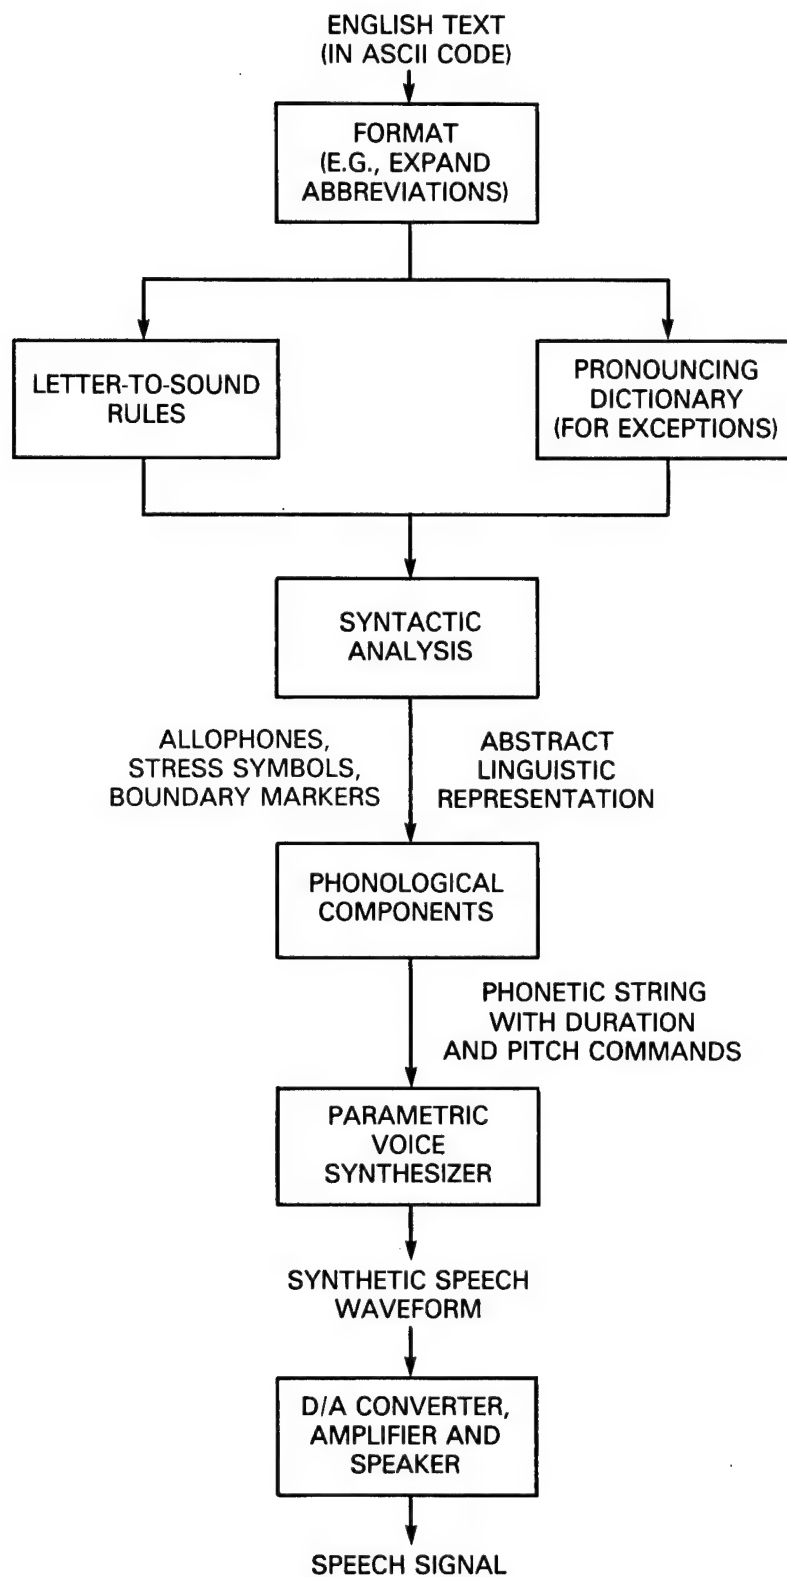 ENGLISH TEXT
(IN ASCII CODE)
FORMAT
(E.G., EXPAND
ABBREVIATIONS)
LETTER-TO-SOUND
RULES
PRONOUNCING
DICTIONARY
(FOR EXCEPTIONS)
SYNTACTIC
ANALYSIS
ALLOPHONES,
STRESS SYMBOLS,
BOUNDARY MARKERS
ABSTRACT
LINGUISTIC
REPRESENTATION
PHONOLOGICAL
COMPONENTS
PHONETIC STRING
WITH DURATION
AND PITCH COMMANDS
PARAMETRIC
VOICE
SYNTHESIZER
SYNTHETIC SPEECH
WAVEFORM
D/A CONVERTER,
AMPLIFIER AND
SPEAKER
SPEECH SIGNAL